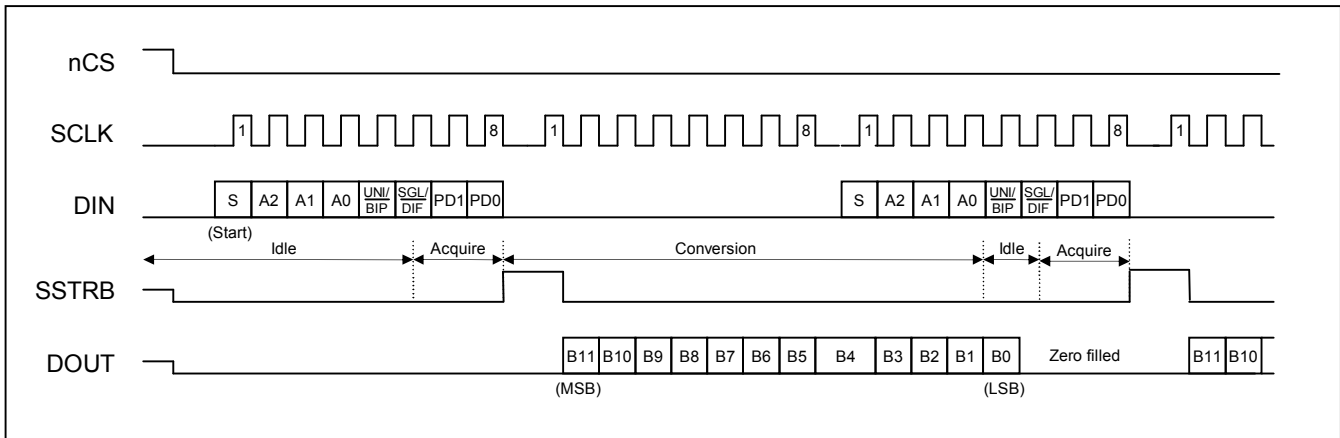 nCS
SCLK 1 8 1 8 1 8 1
DIN S A2 A1 A0 UNI/BIP SGL/DIF PD1 PD0 S A2 A1 A0 UNI/BIP SGL/DIF PD1 PD0
(Start)
Idle Acquire Conversion Idle Acquire
SSTRB
DOUT B11 B10 B9 B8 B7 B6 B5 B4 B3 B2 B1 B0 Zero filled B11 B10
(MSB) (LSB)